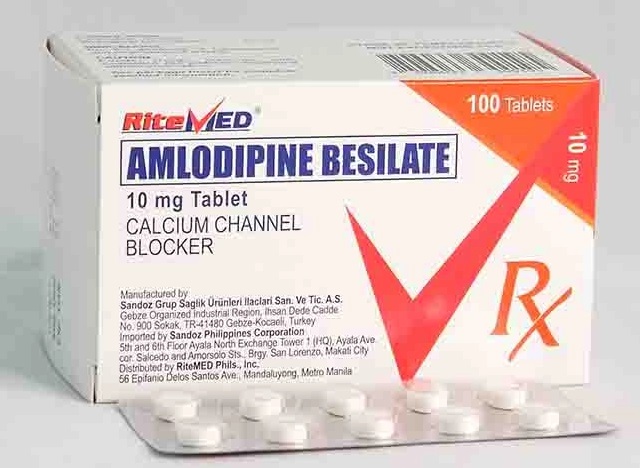 100 Tablets
10 mg
RiteMED®
AMLODIPINE BESILATE
10 mg Tablet
CALCIUM CHANNEL
BLOCKER
Manufactured by
Sandoz Grup Saglik Ürünleri Ilaclari San. Ve Tic. A.S.
Gebze Organized Industrial Region, Ihsan Dede Cadde
No. 900 Sokak, TR-41480 Gebze-Kocaeli, Turkey
Imported by Sandoz Philippines Corporation
5th and 6th Floor Ayala North Exchange Tower 1 (HQ), Ayala Ave.
cor. Salcedo and Amorsolo Sts., Brgy. San Lorenzo, Makati City
Distributed by RiteMED Phils., Inc.
56 Epifanio Delos Santos Ave., Mandaluyong, Metro Manila
Rx